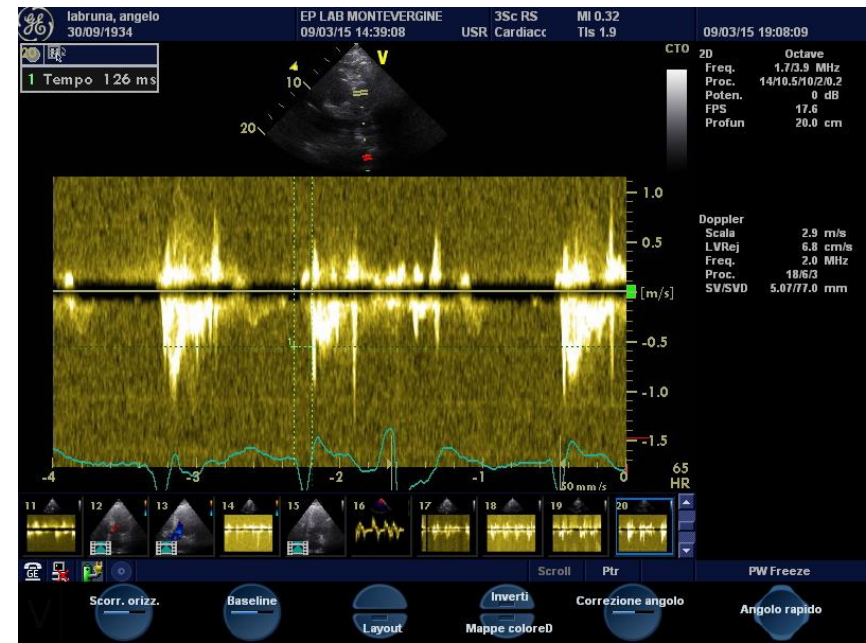 labruna, angelo
30/09/1934
EP LAB MONTEVERGINE
09/03/15 14:39:08
USR
3Sc RS
Cardiacc
MI 0.32
TIs 1.9
09/03/15 19:08:09
1 Tempo 126 ms
V
10
20
CTO
2D Octave
Freq. 1.7/3.9 MHz
Proc. 14/10.5/10/2/0.2
Poten. 0 dB
FPS 17.6
Profun 20.0 cm
Doppler
Scala 2.9 m/s
LVRej 6.8 cm/s
Freq. 2.0 MHz
Proc. 18/6/3
SV/SVD 5.07/77.0 mm
1.0
0.5
[m/s]
-0.5
-1.0
-1.5
1
-4 -3 -2 -1 0
50 mm/s
65
HR
11 12 13 14 15 16 17 18 19 20
GE
Scroll Ptr PW Freeze
Scorr. orizz.
Baseline
Layout
Inverti
Mappe coloreD
Correzione angolo
Angolo rapido